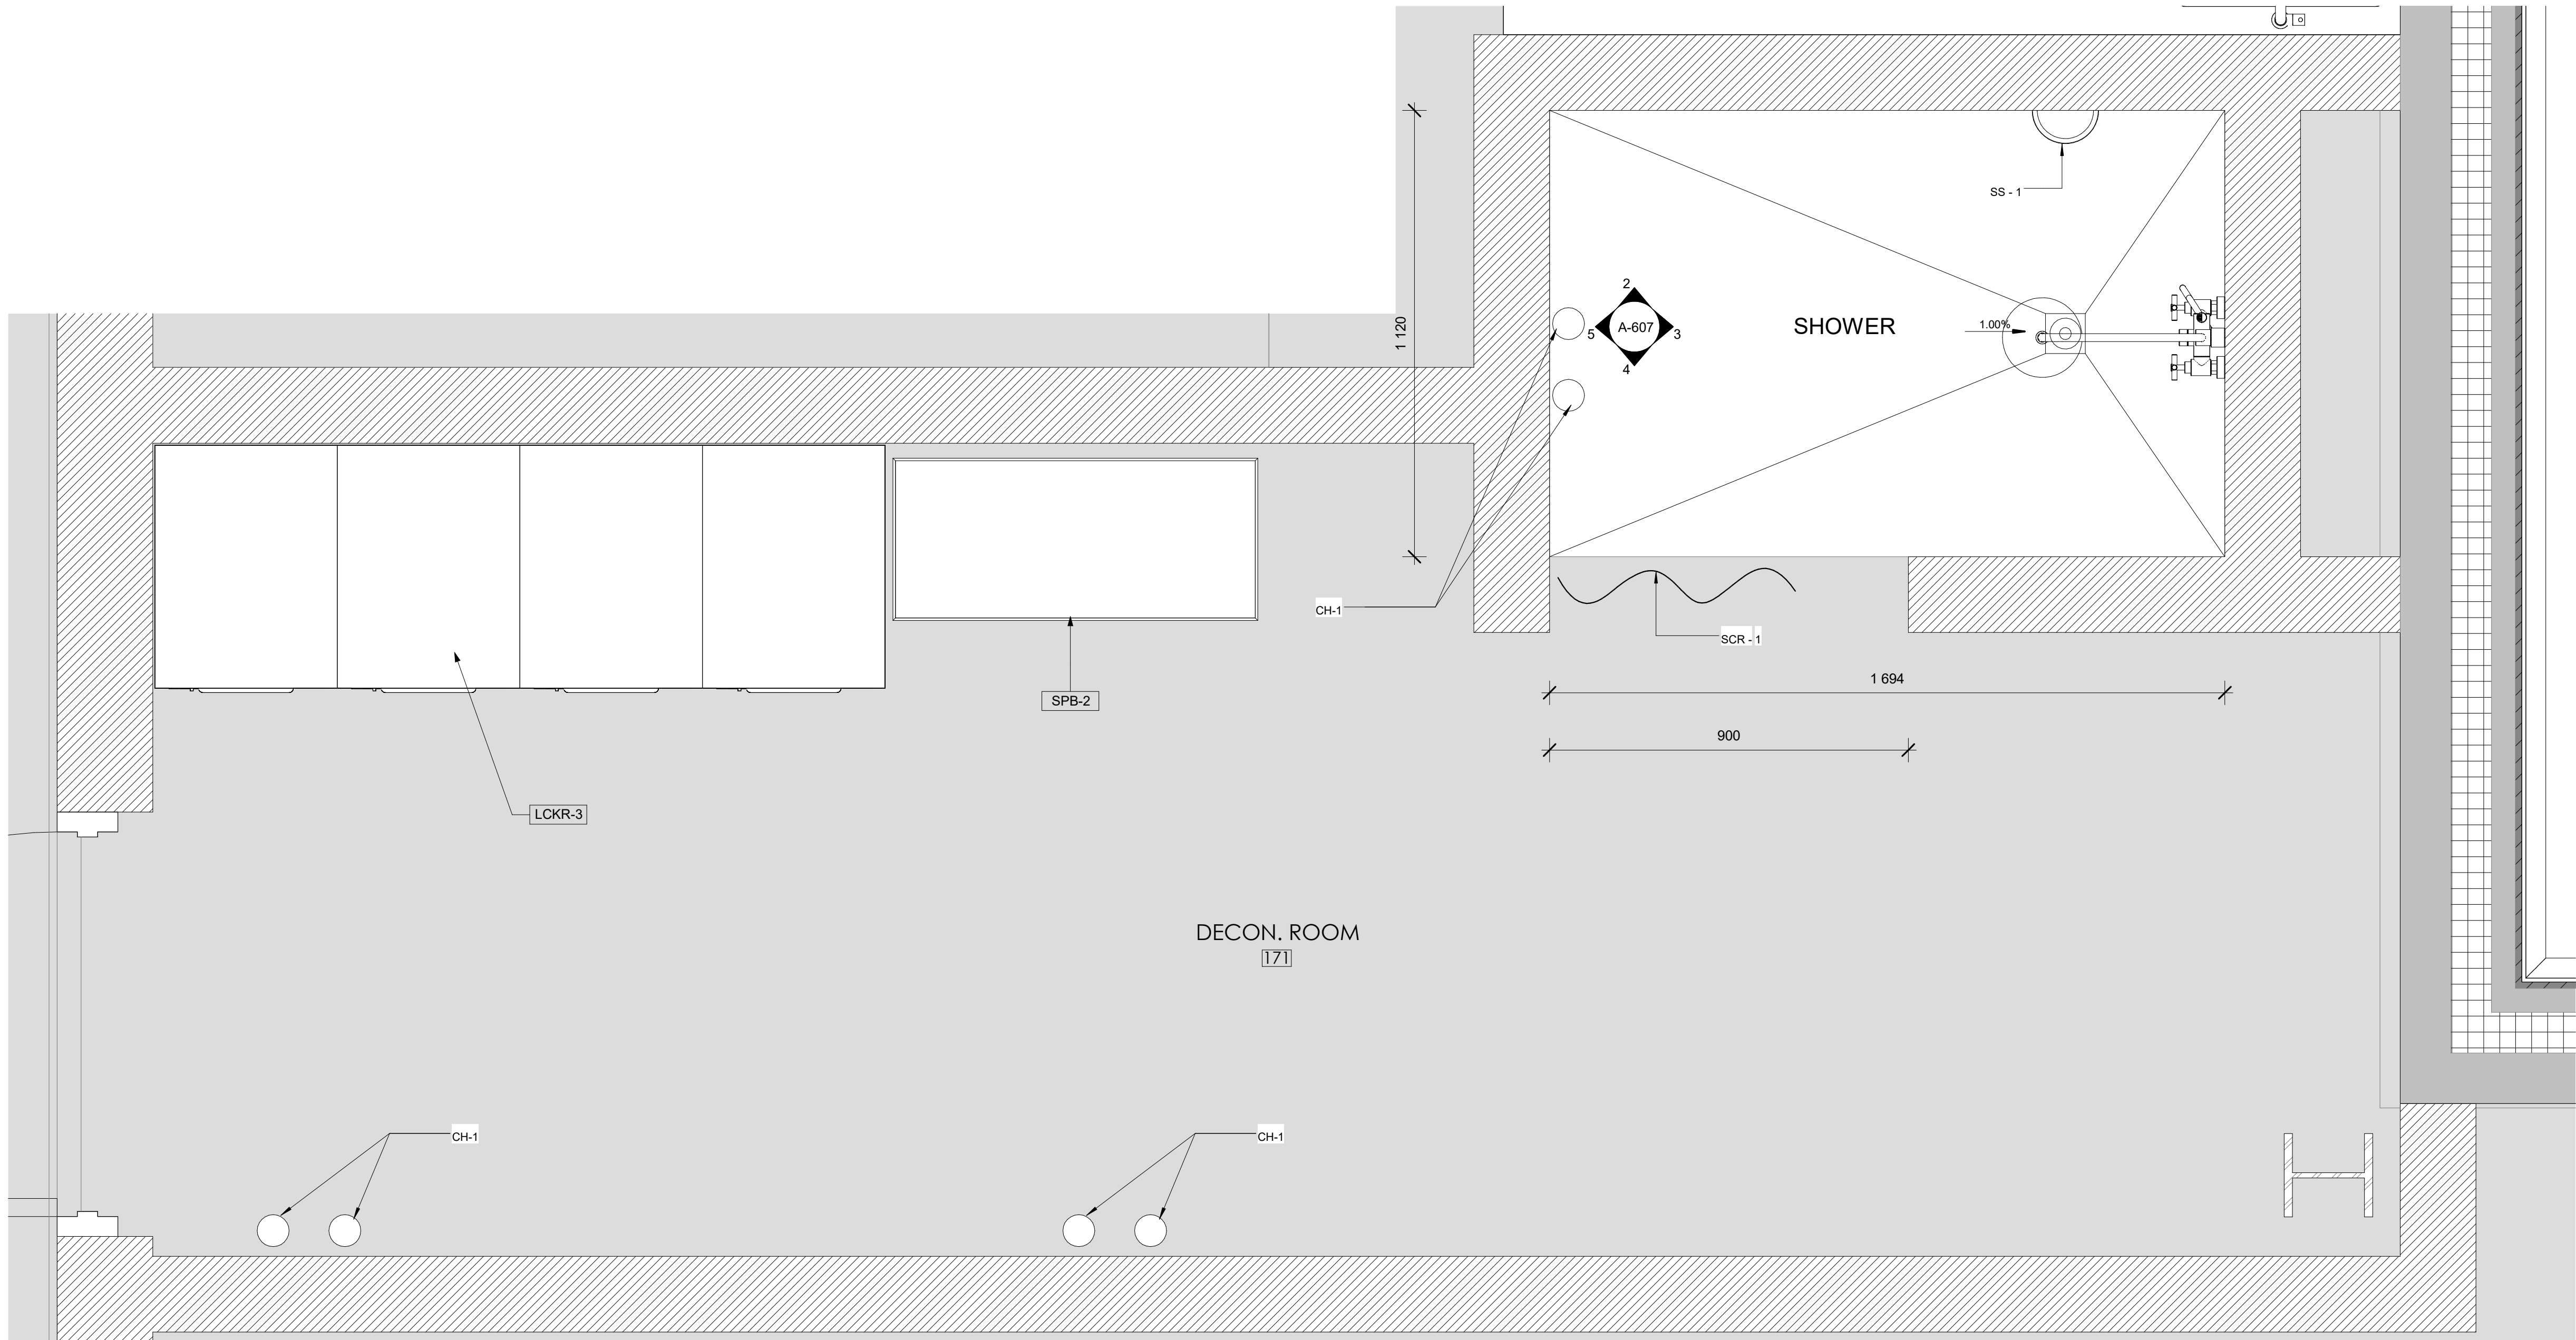 SS - 1
2
5
A-607
3
4
SHOWER
1.00%
1 120
CH-1
SCR - 1
1 694
SPB-2
900
LCKR-3
DECON. ROOM
171
CH-1
CH-1